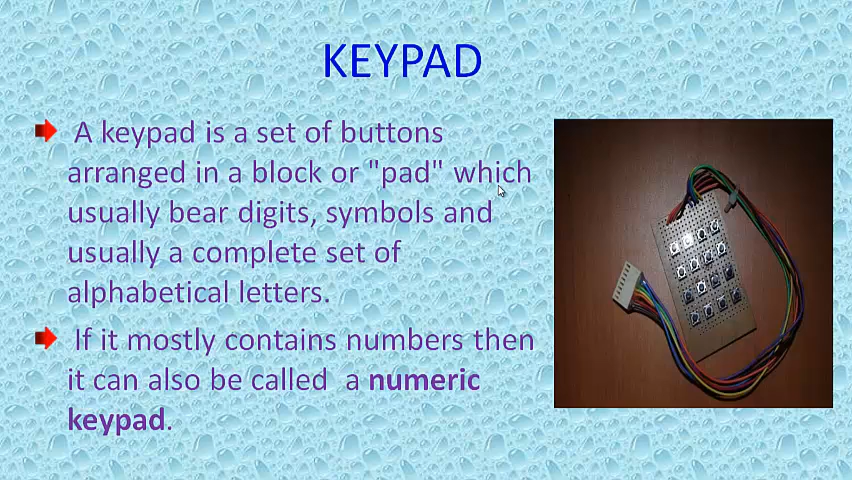 KEYPAD
A keypad is a set of buttons
arranged in a block or "pad" which
usually bear digits, symbols and
usually a complete set of
alphabetical letters.
If it mostly contains numbers then
it can also be called  a numeric
keypad.